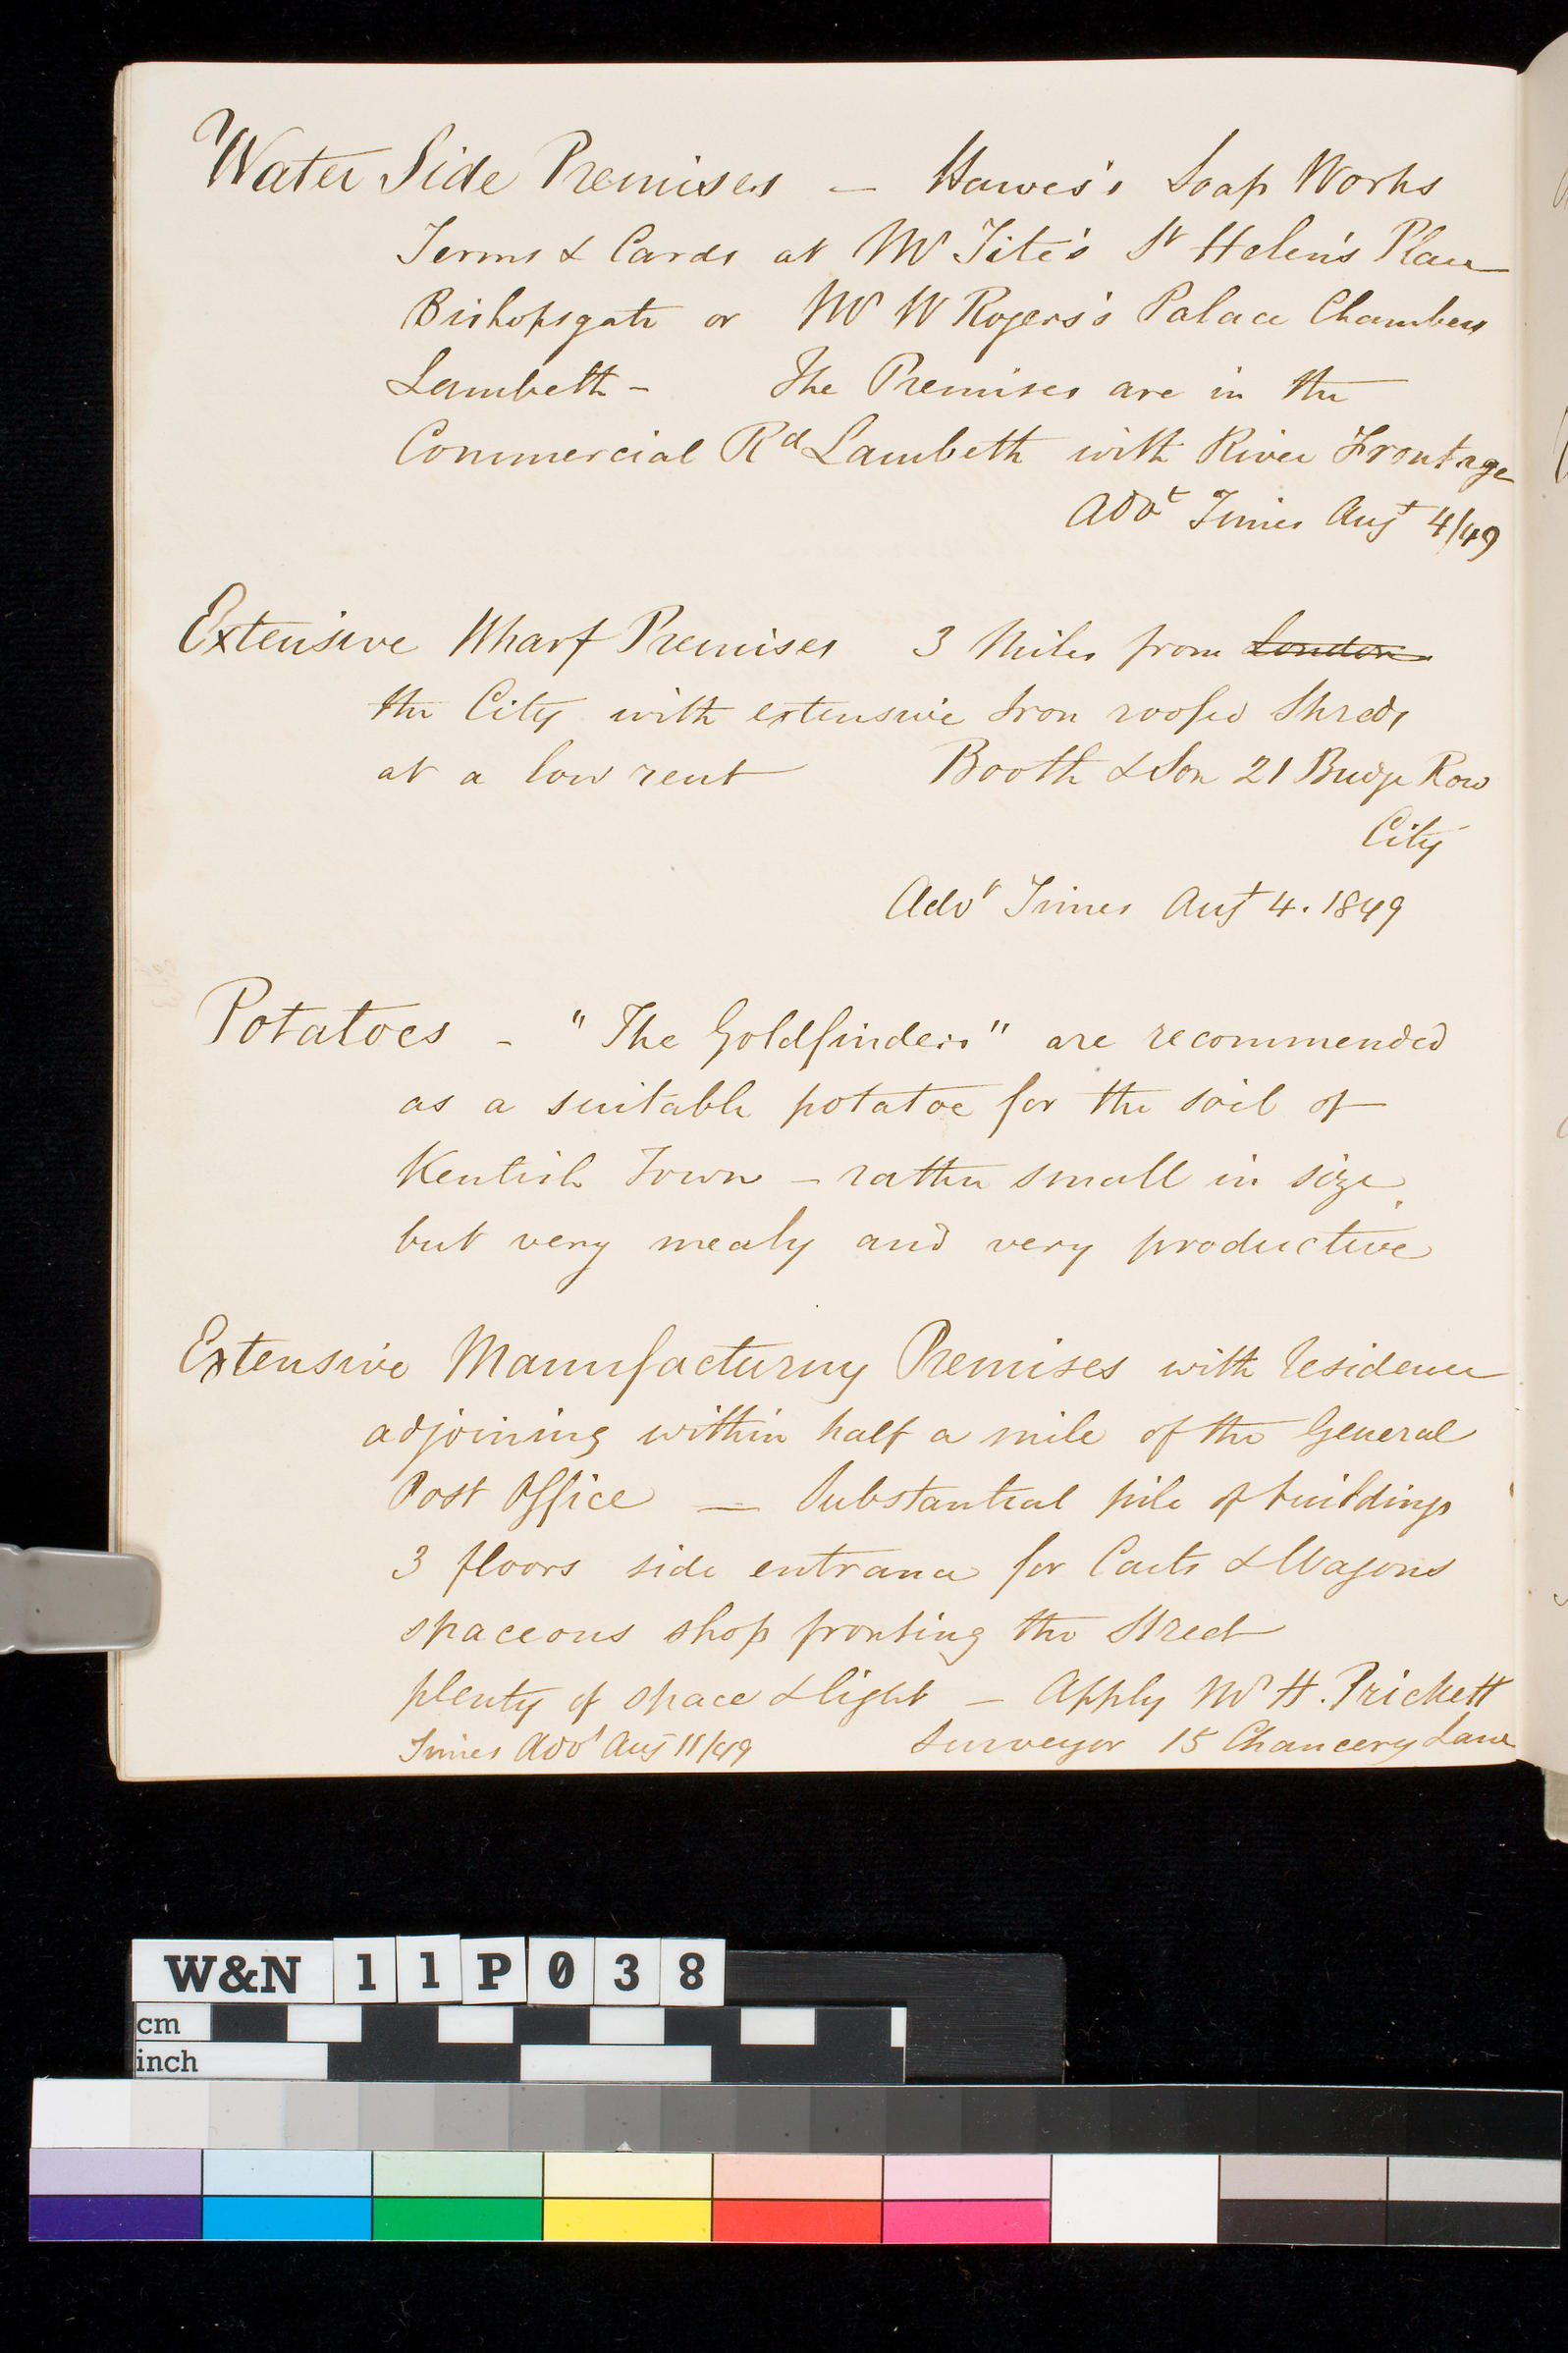 Water Side Premises — Hawes's Soap Works
Terms & Cards at Mr Tite's St Helen's Place
Bishopsgate or Mr W Rogers's Palace Chambers
Lambeth - The Premises are in the
Commercial Rd Lambeth with River Frontage
Advt Times Augt 4/49
Extensive Wharf Premises 3 Miles from London
the City with extensive Iron roofed Sheds
at a low rent Booth & Son 21 Budge Row
City
Advt Times Augt 4. 1849
Potatoes - "The Goldfinders" are recommended
as a suitable potatoe for the soil of
Kentish Town - rather small in size
but very mealy and very productive
Extensive Manufacturing Premises with residence
adjoining within half a mile of the General
Post Office — Substantial pile of buildings
3 floors side entrance for Carts & Wagons
spaceous shop fronting the Street
plenty of space & light - Apply Mr H. Prickett
Times Advt Aug 11/49 Surveyor 15 Chancery Lane
W&N 11P038
cm
inch